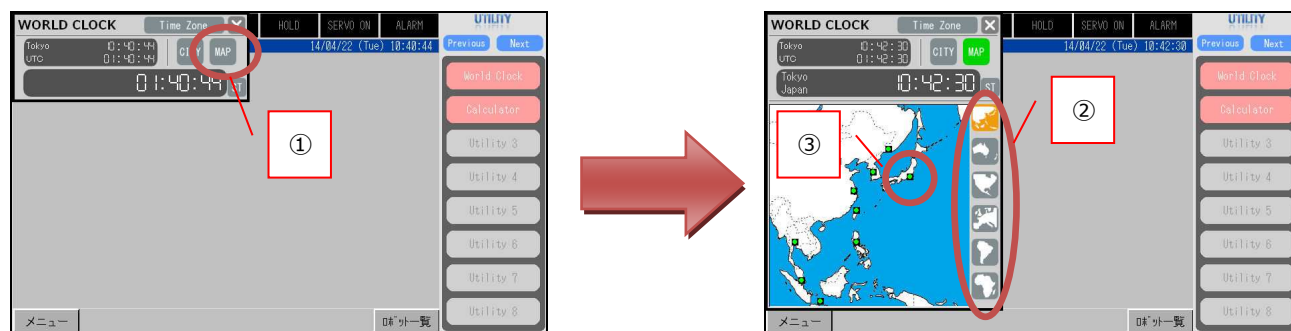 WORLD CLOCK Time Zone X HOLD SERVO ON ALARM UTILITY
Tokyo 10:40:44 CITY MAP 14/04/22 (Tue) 10:40:44 Previous Next
UTC 01:40:44
01:40:44 ST
World Clock
Calculator
①
Utility 3
Utility 4
Utility 5
Utility 6
Utility 7
Utility 8
メニュー ロボット一覧
WORLD CLOCK Time Zone X HOLD SERVO ON ALARM UTILITY
Tokyo 10:42:30 CITY MAP 14/04/22 (Tue) 10:42:30 Previous Next
UTC 01:42:30
Tokyo 10:42:30 ST
Japan
World Clock
Calculator
②
③
Utility 3
Utility 4
Utility 5
Utility 6
Utility 7
Utility 8
メニュー ロボット一覧